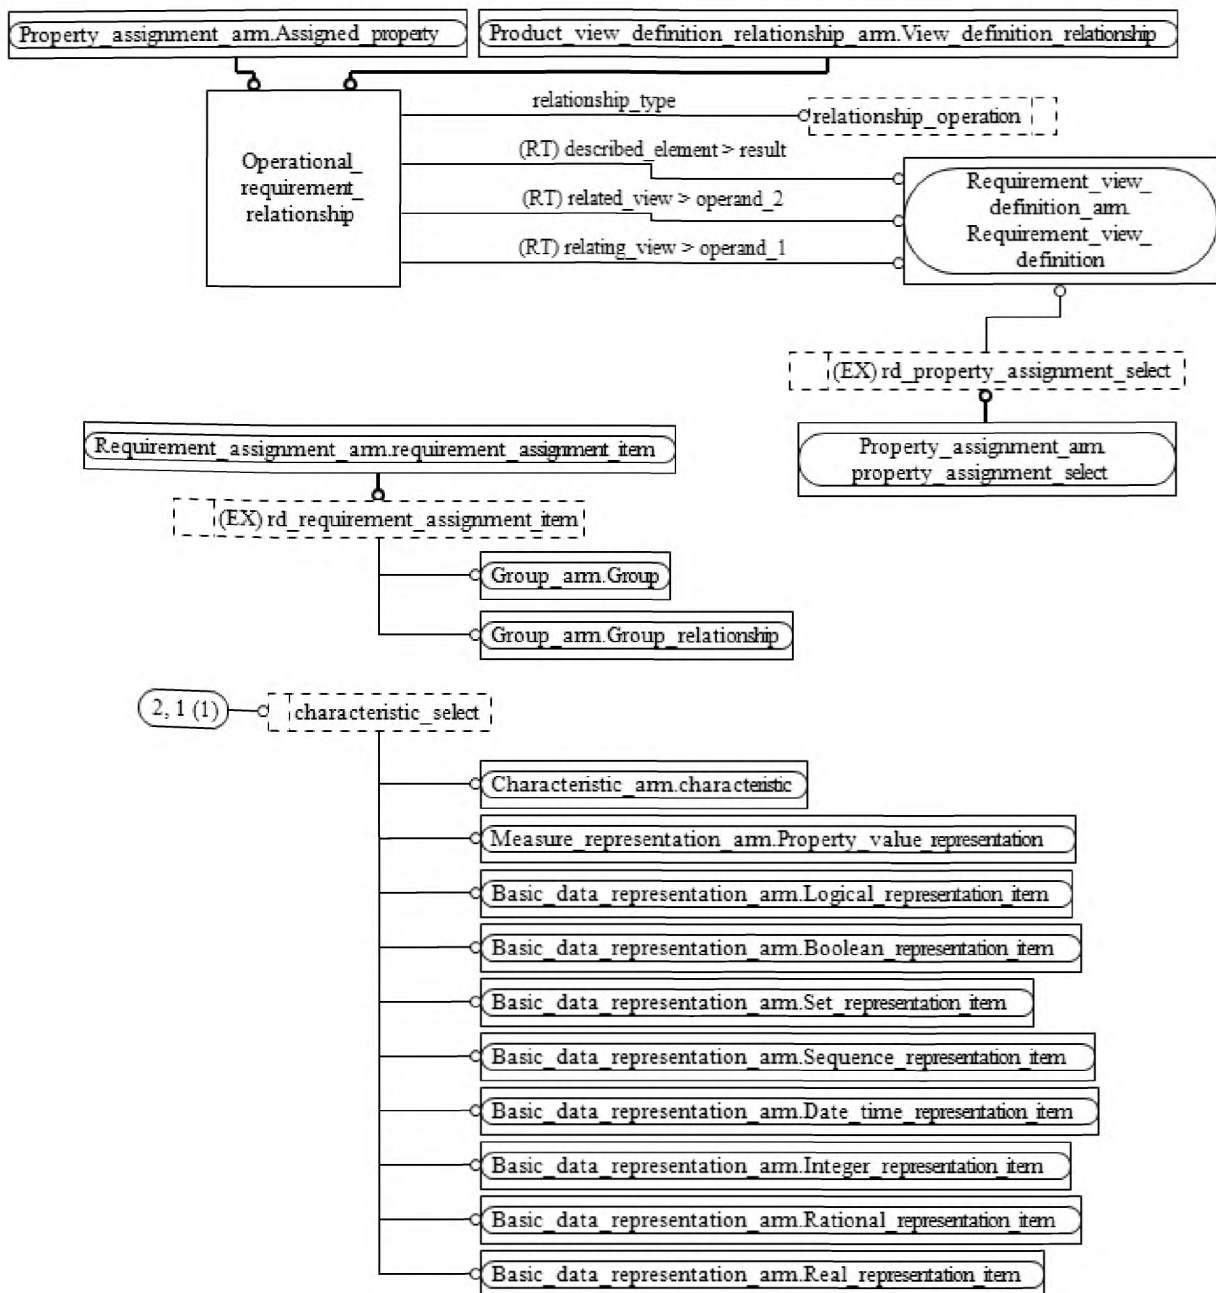 Property_assignment_arm.Assigned_property
Product_view_definition_relationship_arm.View_definition_relationship
relationship_type
relationship_operation
Operational_
requirement_
relationship
(RT) described_element > result
(RT) related_view > operand_2
(RT) relating_view > operand_1
Requirement_view_
definition_arm.
Requirement_view_
definition
(EX) rd_property_assignment_select
Property_assignment_arm.
property_assignment_select
Requirement_assignment_arm.requirement_assignment_item
(EX) rd_requirement_assignment_item
Group_arm.Group
Group_arm.Group_relationship
2, 1 (1)
characteristic_select
Characteristic_arm.characteristic
Measure_representation_arm.Property_value_representation
Basic_data_representation_arm.Logical_representation_item
Basic_data_representation_arm.Boolean_representation_item
Basic_data_representation_arm.Set_representation_item
Basic_data_representation_arm.Sequence_representation_item
Basic_data_representation_arm.Date_time_representation_item
Basic_data_representation_arm.Integer_representation_item
Basic_data_representation_arm.Rational_representation_item
Basic_data_representation_arm.Real_representation_item